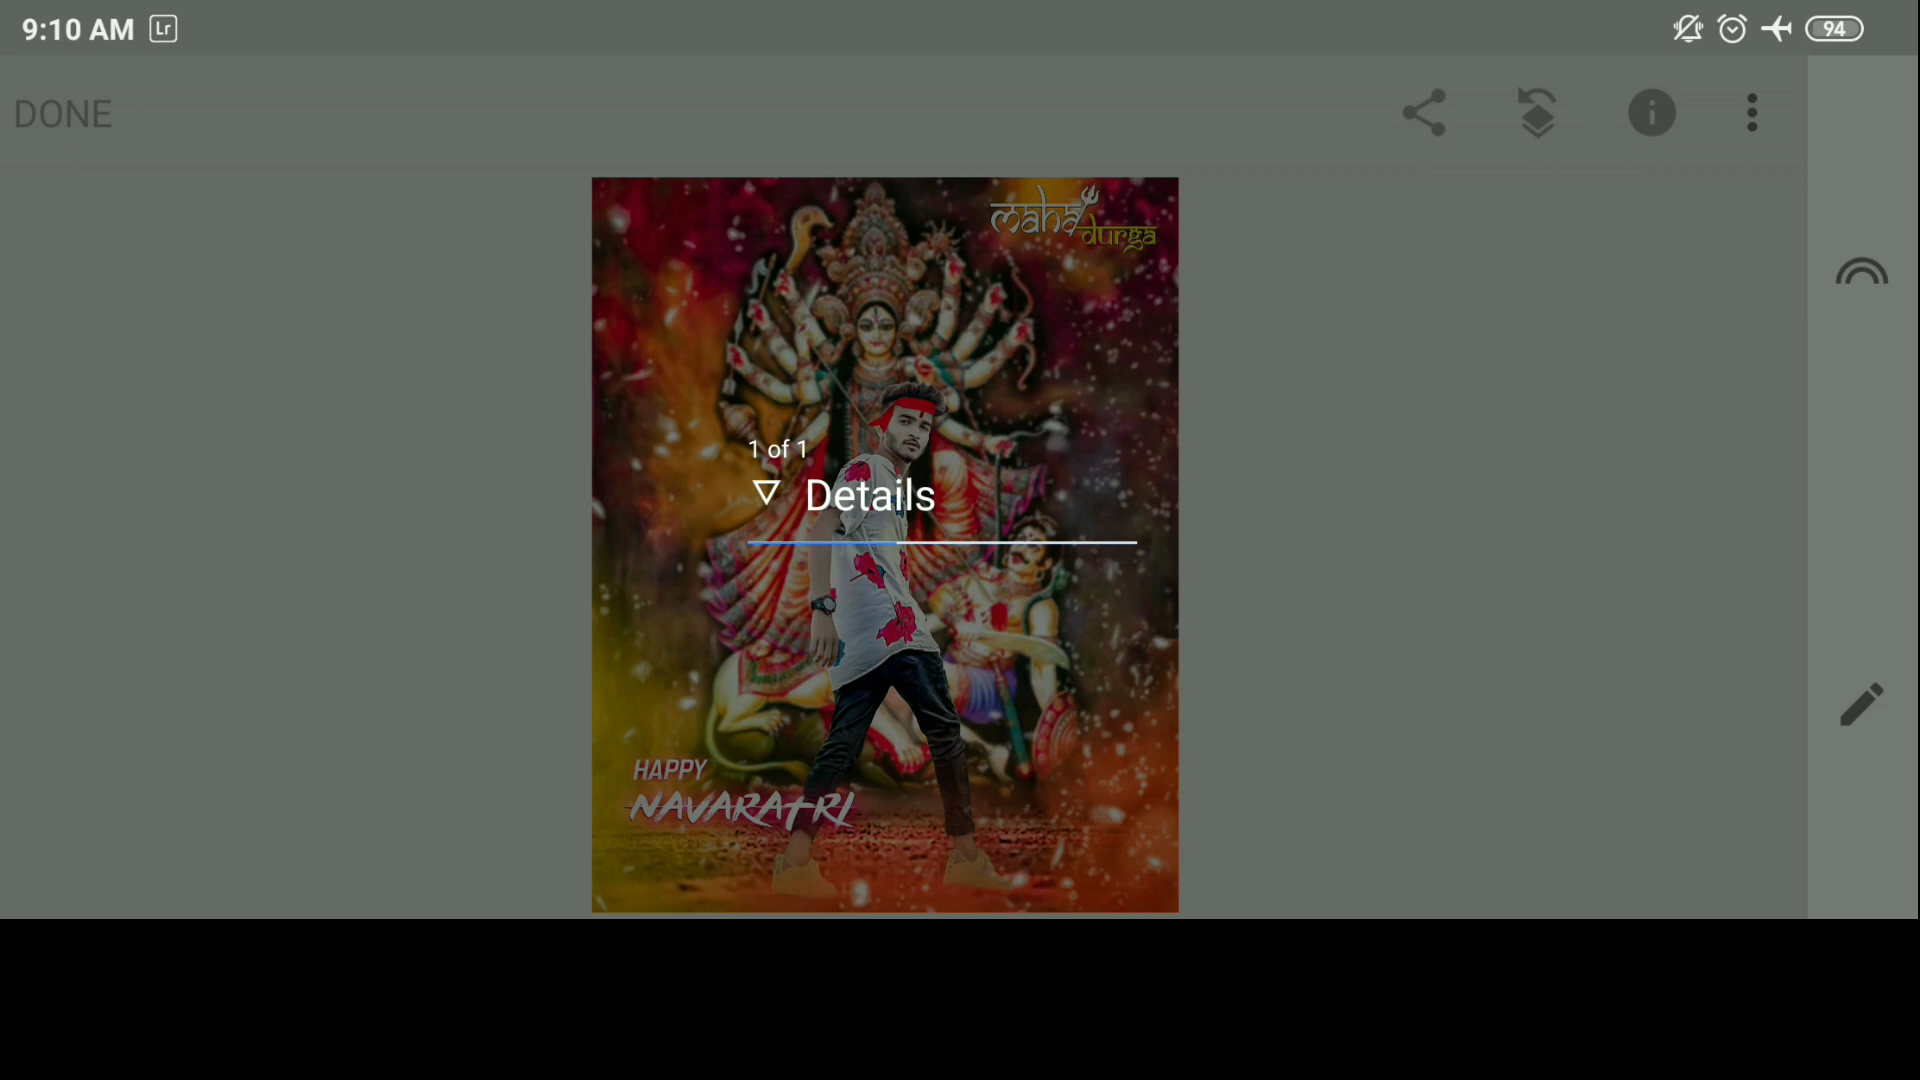 9:10 AM Lr 94
DONE
maha
durga
1 of 1
Details
HAPPY
NAVARATRI